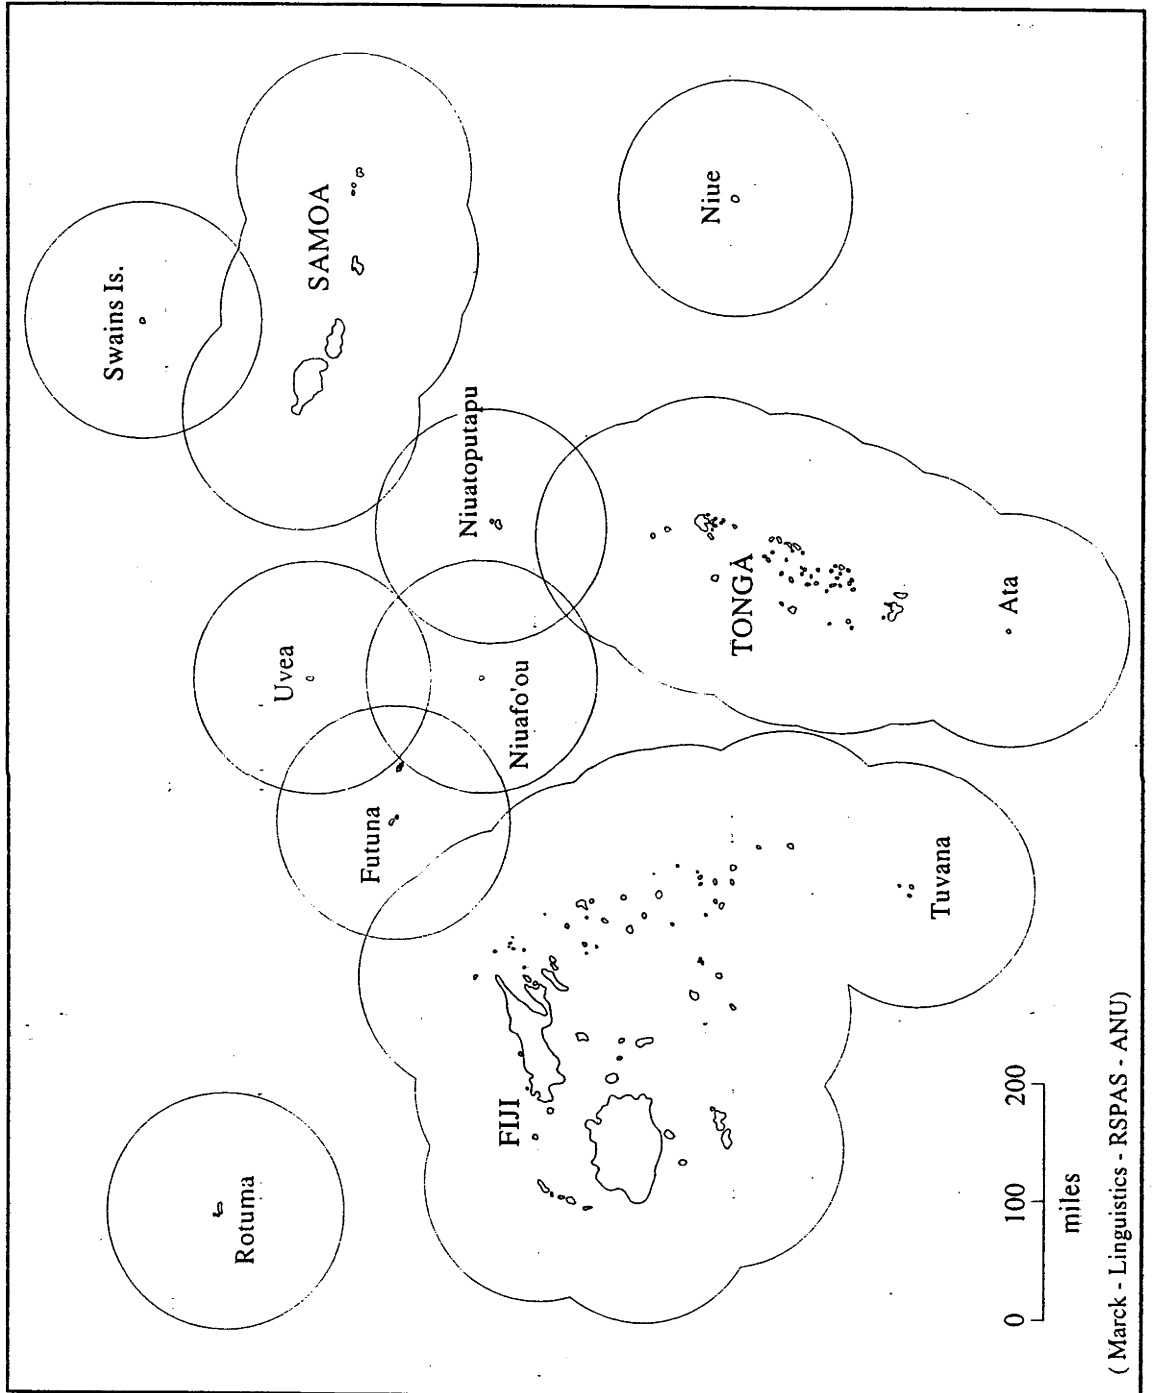 Swains Is.
SAMOA
Niue
Rotuma
Uvea
Futuna
Niuatoputapu
Niuafo'ou
FIJI
TONGA
Ata
Tuvana
0 100 200
miles
( Marck - Linguistics - RSPAS - ANU)